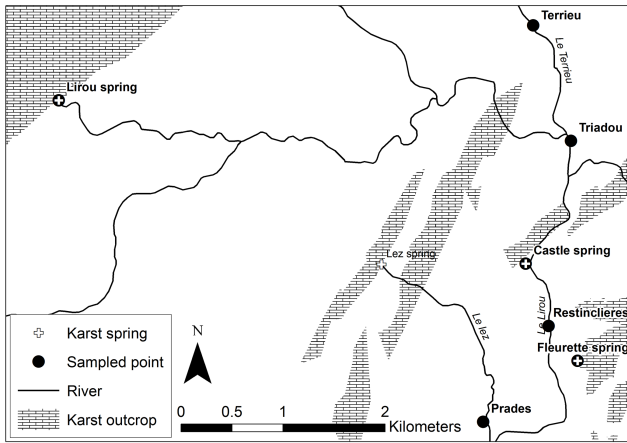 Terrieu
Le Terrieu
Lirou spring
Triadou
Lez spring
Castle spring
Le Lirou
Restinclieres
Le lez
Fleurette spring
Prades
Karst spring
Sampled point
River
Karst outcrop
N
0 0.5 1 2
Kilometers